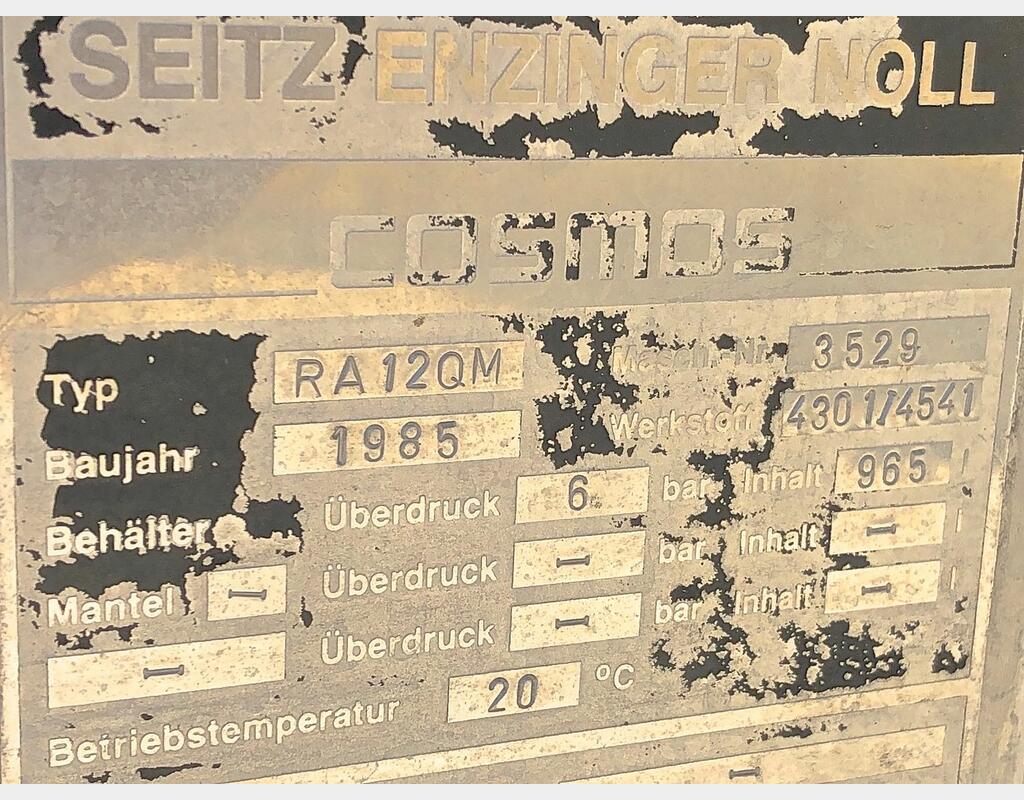 SEITZ ENZINGER NOLL
COSMOS
Typ RA12QM Masch.-Nr. 3529
Baujahr 1985 Werkstoff 4301/4541
Behälter Überdruck 6 bar Inhalt 965 l
Mantel – Überdruck – bar Inhalt – l
– Überdruck – bar Inhalt – l
Betriebstemperatur 20 °C
–